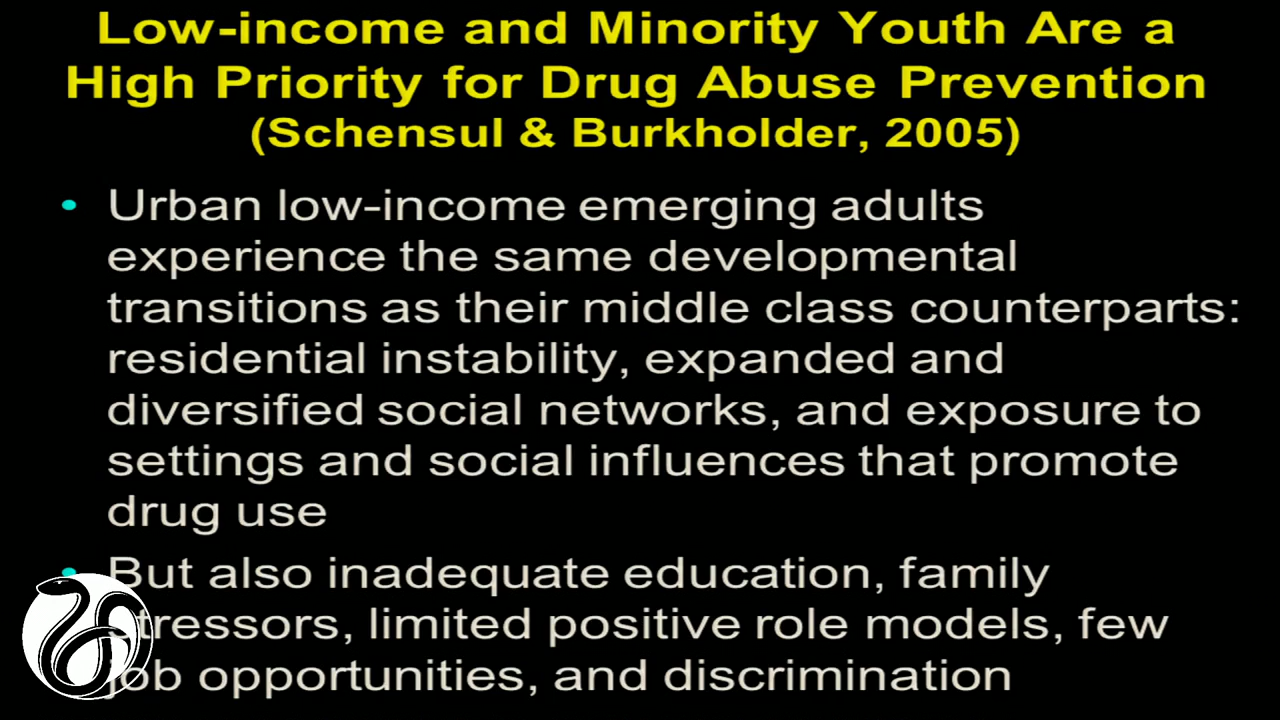 Low-income and Minority Youth Are a
High Priority for Drug Abuse Prevention
(Schensul & Burkholder, 2005)
• Urban low-income emerging adults
experience the same developmental
transitions as their middle class counterparts:
residential instability, expanded and
diversified social networks, and exposure to
settings and social influences that promote
drug use
• But also inadequate education, family
stressors, limited positive role models, few
job opportunities, and discrimination